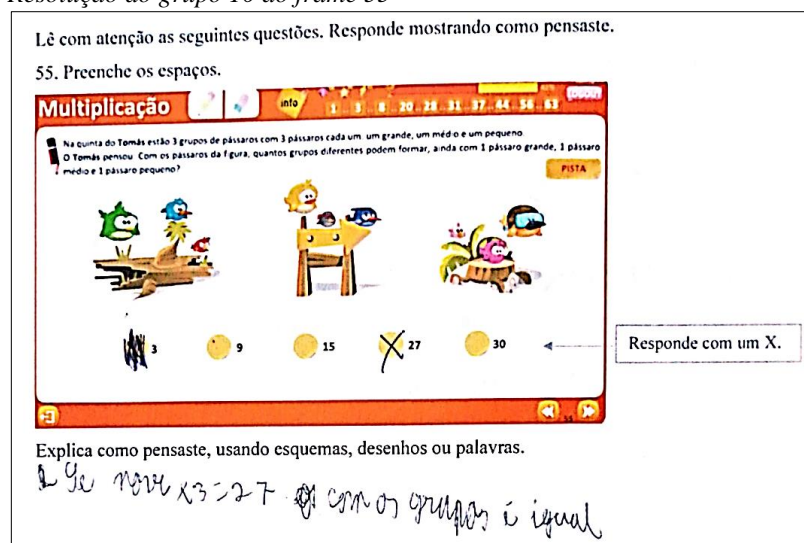 Resolução do grupo 10 do frame 55
Lê com atenção as seguintes questões. Responde mostrando como pensaste.
55. Preenche os espaços.
Multiplicação
info
1 3 8 20 28 31 37 44 56 63
Na quinta do Tomás estão 3 grupos de pássaros com 3 pássaros cada um: um grande, um médio e um pequeno.
O Tomás pensou: Com os pássaros da figura, quantos grupos diferentes podem formar, ainda com 1 pássaro grande, 1 pássaro
médio e 1 pássaro pequeno?
PISTA
3 9 15 X 27 30
Responde com um X.
55
Explica como pensaste, usando esquemas, desenhos ou palavras.
Se nove x3=27 com os grupos é igual